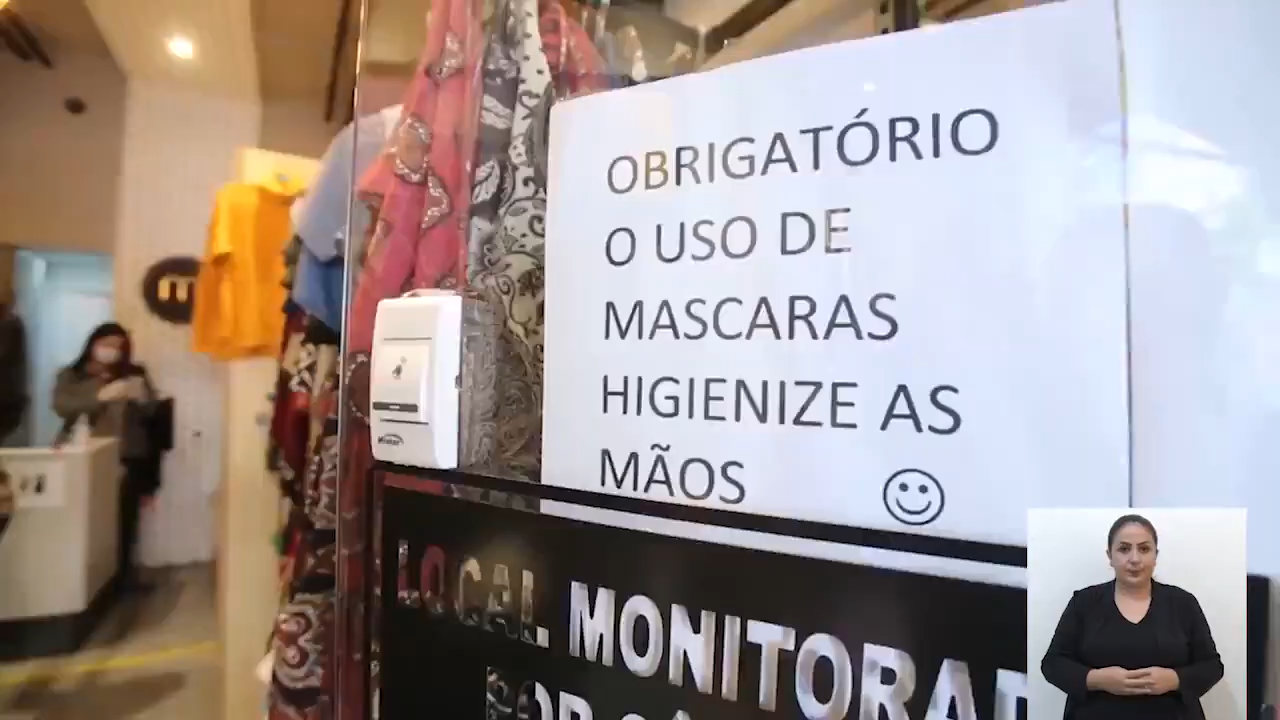 OBRIGATÓRIO
O USO DE
MASCARAS
HIGIENIZE AS
MÃOS
LOCAL MONITORAD